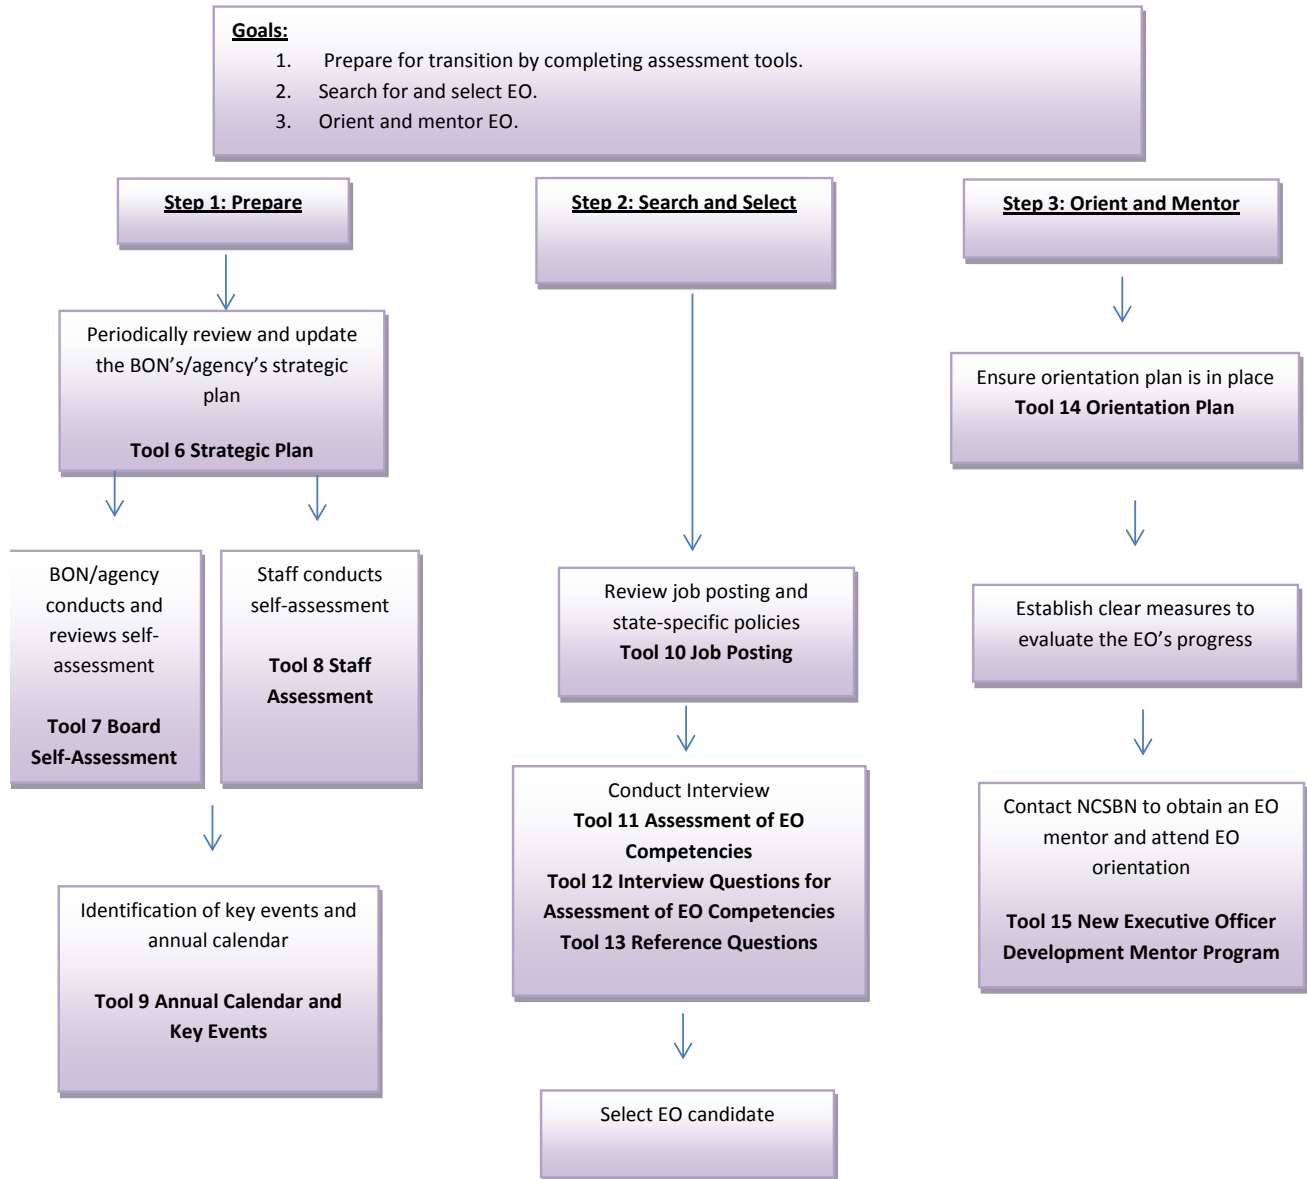 Goals:
1. Prepare for transition by completing assessment tools.
2. Search for and select EO.
3. Orient and mentor EO.
Step 1: Prepare
Periodically review and update
the BON's/agency's strategic
plan
Tool 6 Strategic Plan
BON/agency
conducts and
reviews self-
assessment
Tool 7 Board
Self-Assessment
Staff conducts
self-assessment
Tool 8 Staff
Assessment
Identification of key events and
annual calendar
Tool 9 Annual Calendar and
Key Events
Step 2: Search and Select
Review job posting and
state-specific policies
Tool 10 Job Posting
Conduct Interview
Tool 11 Assessment of EO
Competencies
Tool 12 Interview Questions for
Assessment of EO Competencies
Tool 13 Reference Questions
Select EO candidate
Step 3: Orient and Mentor
Ensure orientation plan is in place
Tool 14 Orientation Plan
Establish clear measures to
evaluate the EO's progress
Contact NCSBN to obtain an EO
mentor and attend EO
orientation
Tool 15 New Executive Officer
Development Mentor Program